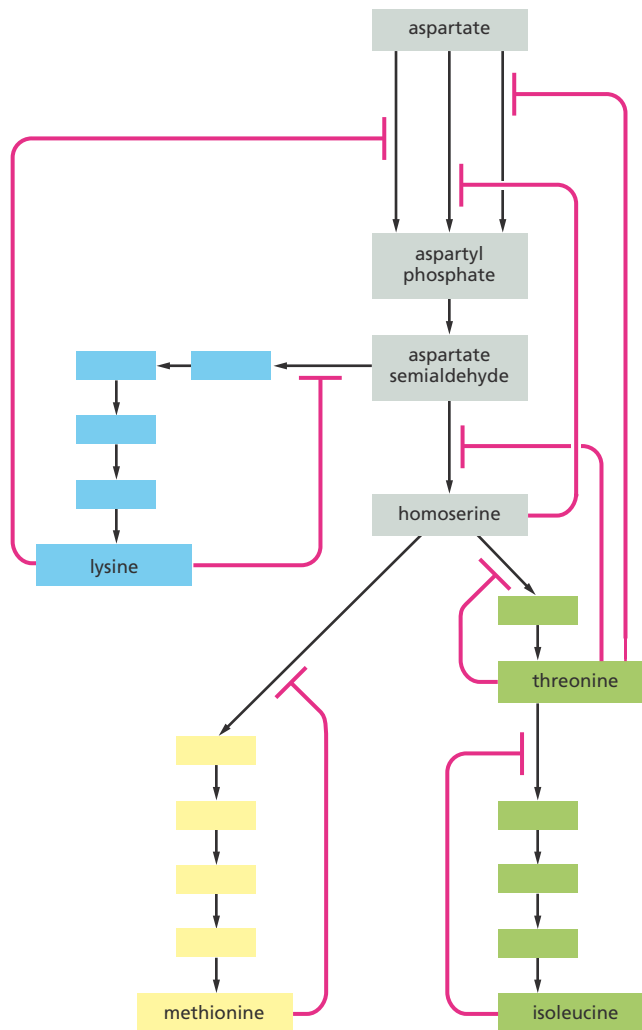 aspartate
aspartyl
phosphate
aspartate
semialdehyde
homoserine
lysine
threonine
methionine
isoleucine